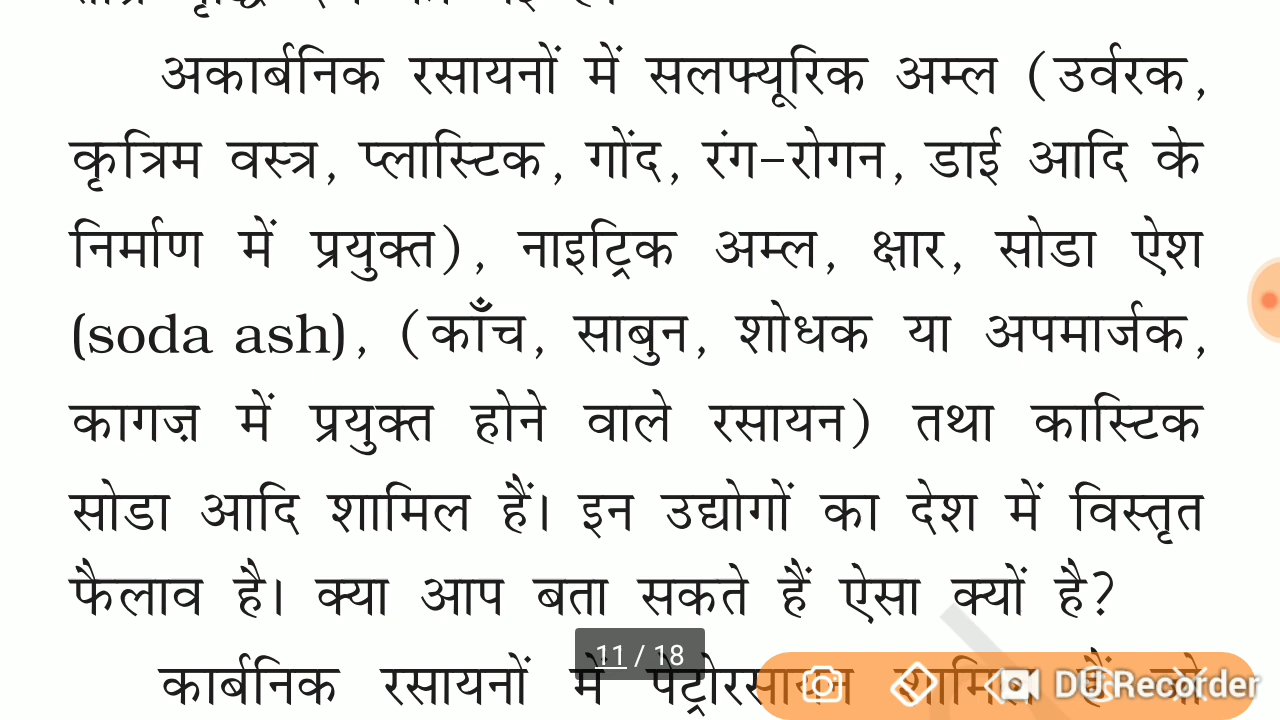 अकार्बनिक रसायनों में सलफ्यूरिक अम्ल (उर्वरक,
कृत्रिम वस्त्र, प्लास्टिक, गोंद, रंग-रोगन, डाई आदि के
निर्माण में प्रयुक्त), नाइट्रिक अम्ल, क्षार, सोडा ऐश
(soda ash), (काँच, साबुन, शोधक या अपमार्जक,
कागज़ में प्रयुक्त होने वाले रसायन) तथा कास्टिक
सोडा आदि शामिल हैं। इन उद्योगों का देश में विस्तृत
फैलाव है। क्या आप बता सकते हैं ऐसा क्यों है?
11 / 18
कार्बनिक रसायनों में पेट्रोरसायन शामिल हैं जो
DU Recorder